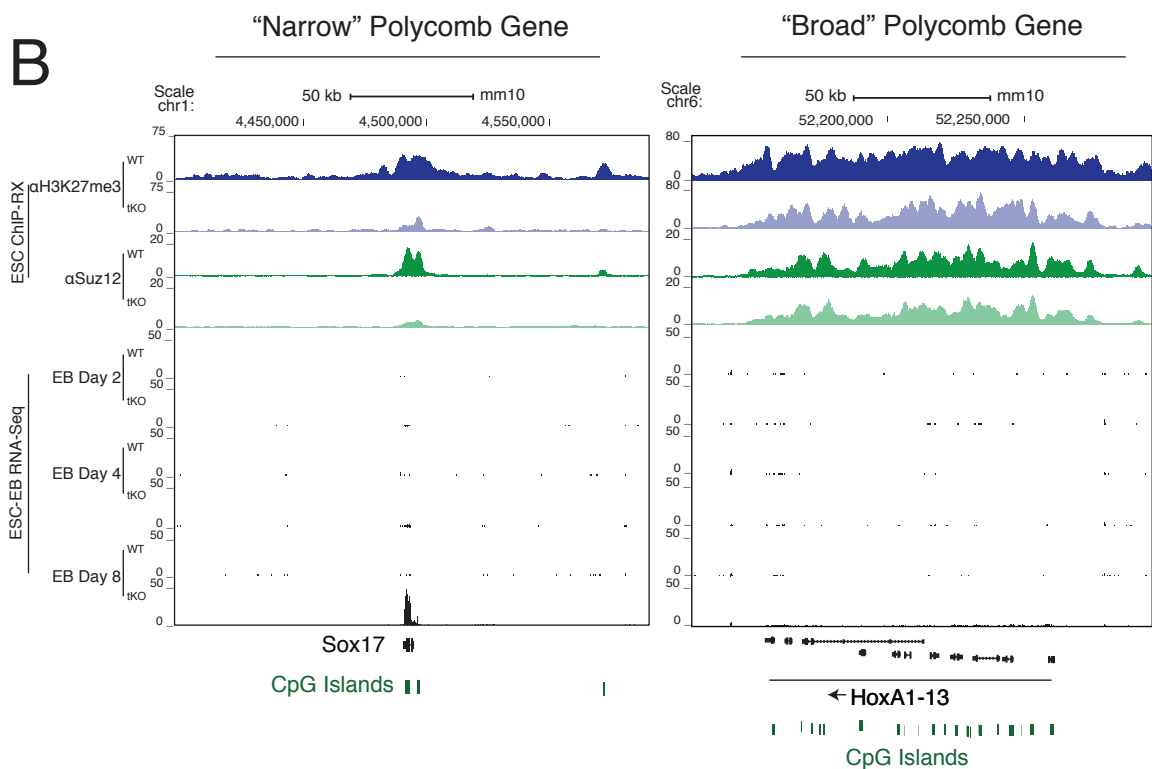 B
"Narrow" Polycomb Gene
"Broad" Polycomb Gene
Scale
chr1:
50 kb
mm10
4,450,000
4,500,000
4,550,000
Scale
chr6:
50 kb
mm10
52,200,000
52,250,000
ESC ChIP-RX
αH3K27me3
WT
tKO
αSuz12
WT
tKO
ESC-EB RNA-Seq
EB Day 2
WT
tKO
EB Day 4
WT
tKO
EB Day 8
WT
tKO
75
0
75
0
20
0
20
0
50
0
50
0
50
0
50
0
50
0
50
0
80
0
80
0
20
0
20
0
50
0
50
0
50
0
50
0
50
0
50
0
Sox17
CpG Islands
←HoxA1-13
CpG Islands